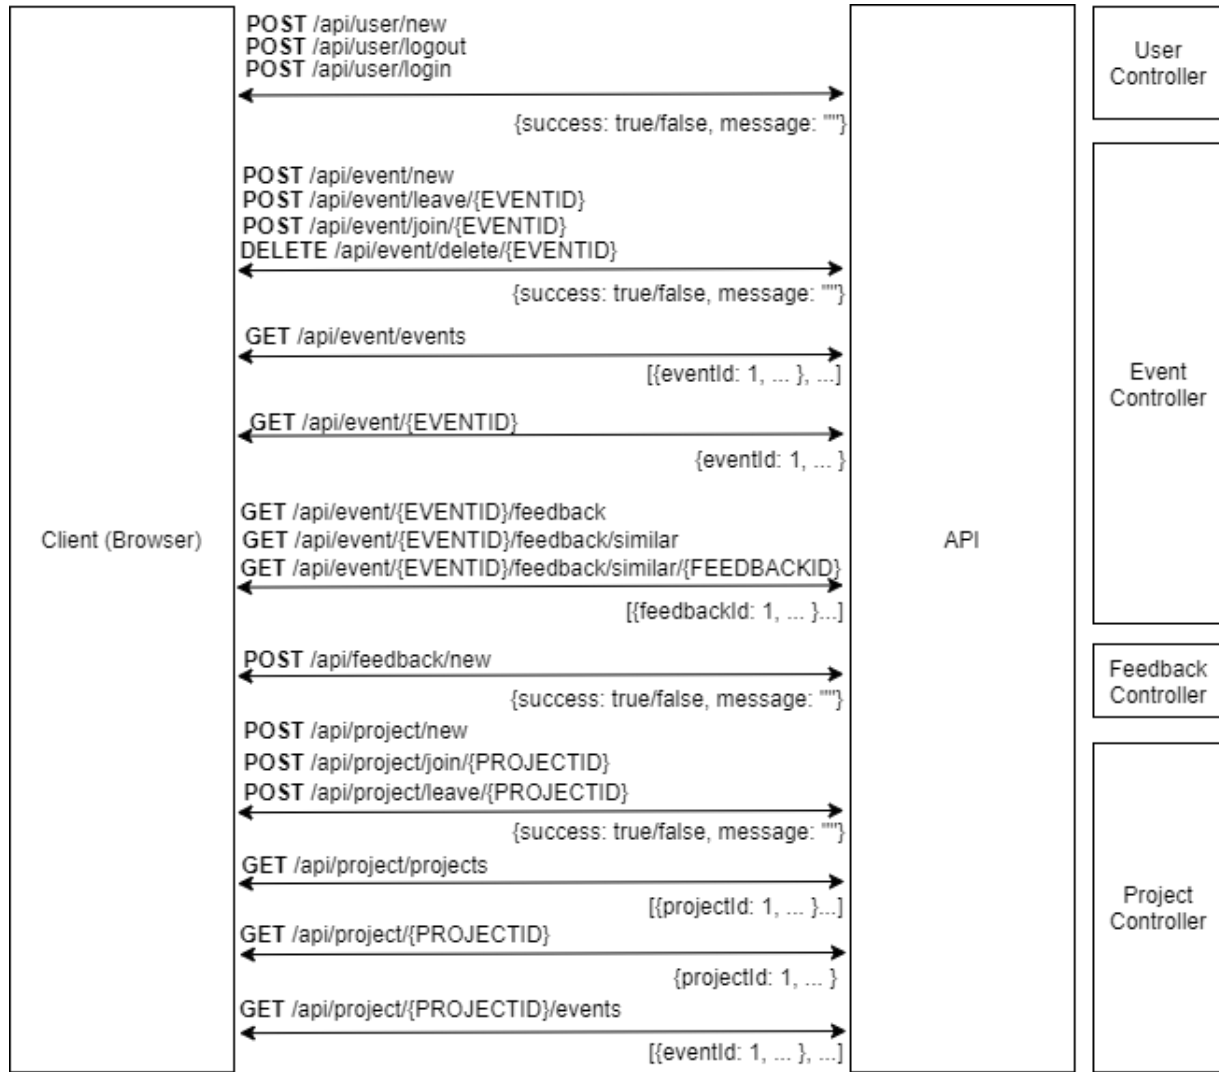 POST /api/user/new
POST /api/user/logout
POST /api/user/login
{success: true/false, message: ""}
User
Controller
POST /api/event/new
POST /api/event/leave/{EVENTID}
POST /api/event/join/{EVENTID}
DELETE /api/event/delete/{EVENTID}
{success: true/false, message: ""}
GET /api/event/events
[{eventId: 1, ... }, ...]
GET /api/event/{EVENTID}
{eventId: 1, ... }
Event
Controller
GET /api/event/{EVENTID}/feedback
GET /api/event/{EVENTID}/feedback/similar
GET /api/event/{EVENTID}/feedback/similar/{FEEDBACKID}
[{feedbackId: 1, ... }...]
Client (Browser)
API
POST /api/feedback/new
{success: true/false, message: ""}
Feedback
Controller
POST /api/project/new
POST /api/project/join/{PROJECTID}
POST /api/project/leave/{PROJECTID}
{success: true/false, message: ""}
GET /api/project/projects
[{projectId: 1, ... }...]
GET /api/project/{PROJECTID}
{projectId: 1, ... }
GET /api/project/{PROJECTID}/events
[{eventId: 1, ... }, ...]
Project
Controller